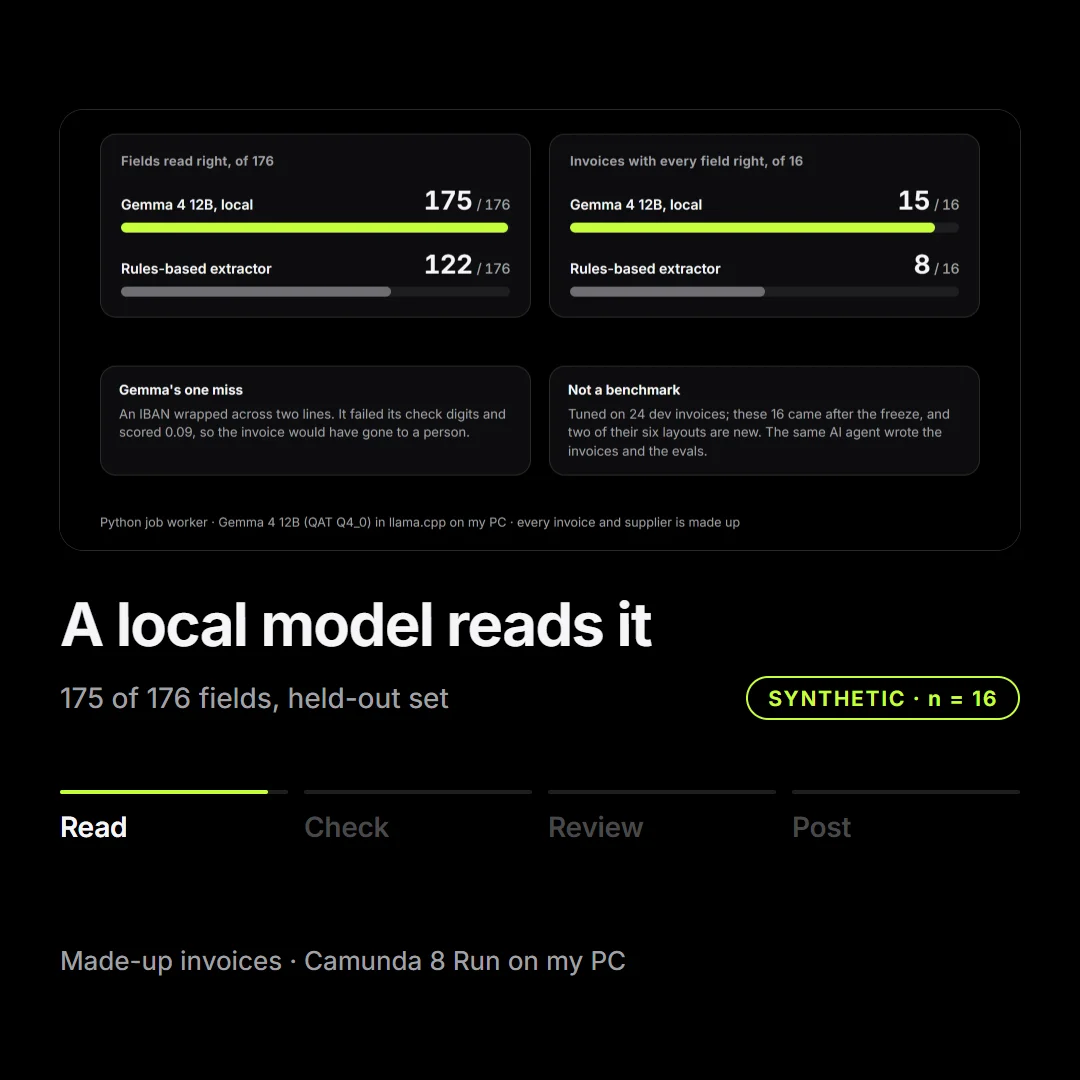 Fields read right, of 176
Gemma 4 12B, local 175 / 176
Rules-based extractor 122 / 176
Invoices with every field right, of 16
Gemma 4 12B, local 15 / 16
Rules-based extractor 8 / 16
Gemma's one miss
An IBAN wrapped across two lines. It failed its check digits and
scored 0.09, so the invoice would have gone to a person.
Not a benchmark
Tuned on 24 dev invoices; these 16 came after the freeze, and
two of their six layouts are new. The same AI agent wrote the
invoices and the evals.
Python job worker · Gemma 4 12B (QAT Q4_0) in llama.cpp on my PC · every invoice and supplier is made up
A local model reads it
175 of 176 fields, held-out set
SYNTHETIC · n = 16
Read
Check
Review
Post
Made-up invoices · Camunda 8 Run on my PC